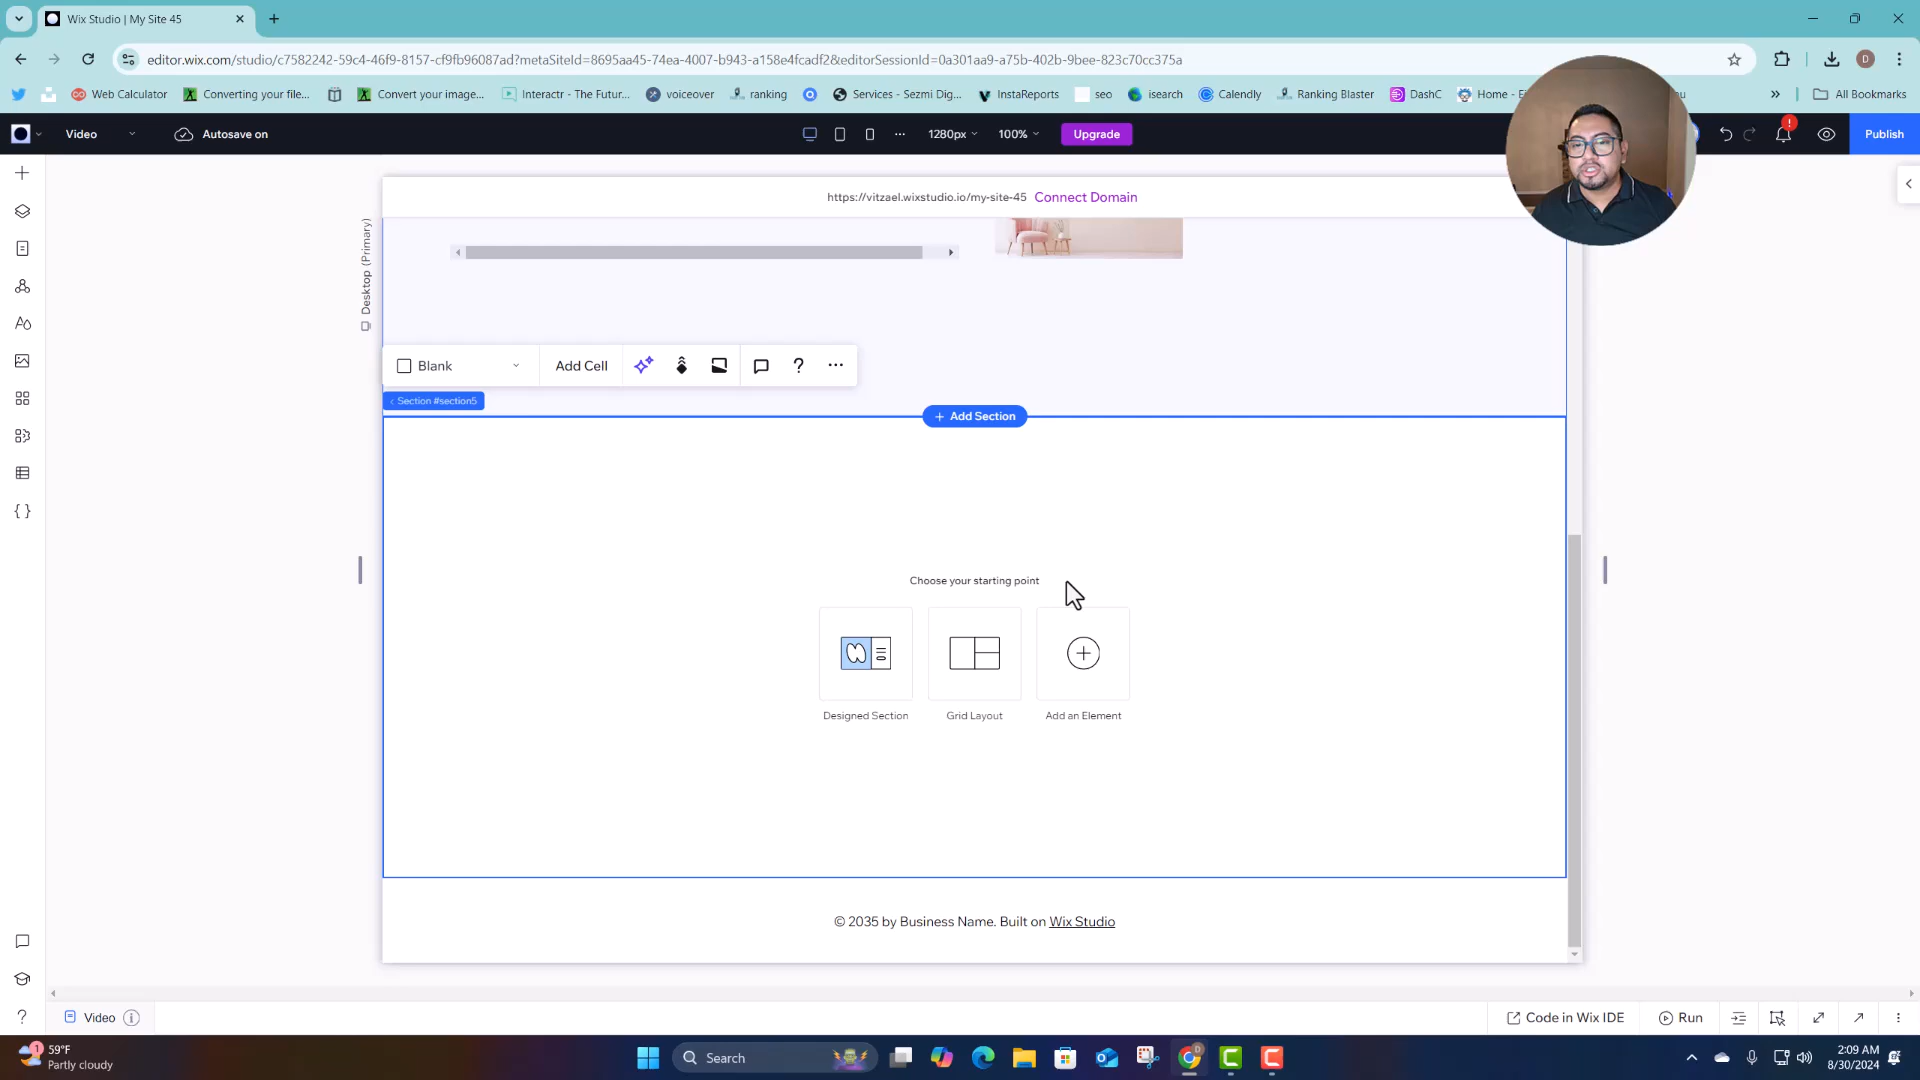 Wix Studio | My Site 45
editor.wix.com/studio/c7582242-59c4-46f9-8157-cf9fb96087ad?metaSiteId=8695aa45-74ea-4007-b943-a158e4fcadf2&editorSessionId=0a301aa9-a75b-402b-9bee-823c70cc375a
D
Web Calculator
Converting your file...
Convert your image...
Interactr - The Futur...
voiceover
ranking
Services - Sezmi Dig...
InstaReports
seo
isearch
Calendly
Ranking Blaster
DashC
Home - E
All Bookmarks
Video
Autosave on
1280px
100%
Upgrade
Publish
https://vitzael.wixstudio.io/my-site-45 Connect Domain
Desktop (Primary)
Blank
Add Cell
Section #section5
+ Add Section
Choose your starting point
Designed Section
Grid Layout
Add an Element
© 2035 by Business Name. Built on Wix Studio
Video
Code in Wix IDE
Run
1
59°F
Partly cloudy
Search
2:09 AM
8/30/2024